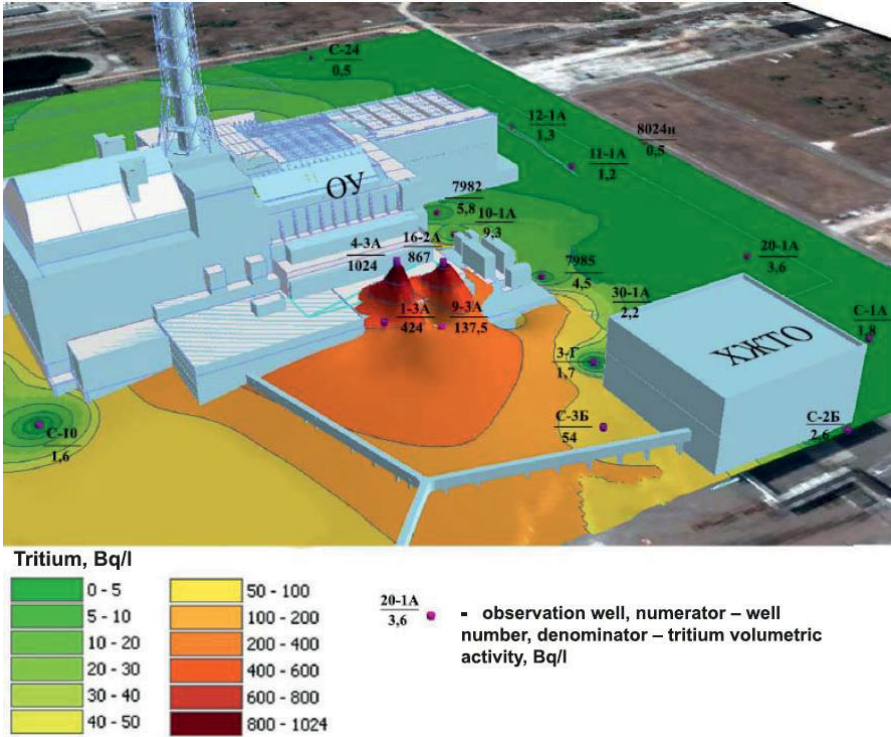 С-24
0,5
12-1А
1,3
8024н
0,5
11-1А
1,2
ОУ
7982
5,8
10-1А
9,3
4-3А
1024
16-2А
867
20-1А
3,6
7985
4,5
30-1А
2,2
1-3А
424
9-3А
137,5
С-1А
1,8
ХЖТО
3-Г
1,7
С-3Б
54
С-2Б
2,6
С-10
1,6
Tritium, Bq/l
0 - 5
5 - 10
10 - 20
20 - 30
30 - 40
40 - 50
50 - 100
100 - 200
200 - 400
400 - 600
600 - 800
800 - 1024
20-1А
3,6
- observation well, numerator – well
number, denominator – tritium volumetric
activity, Bq/l